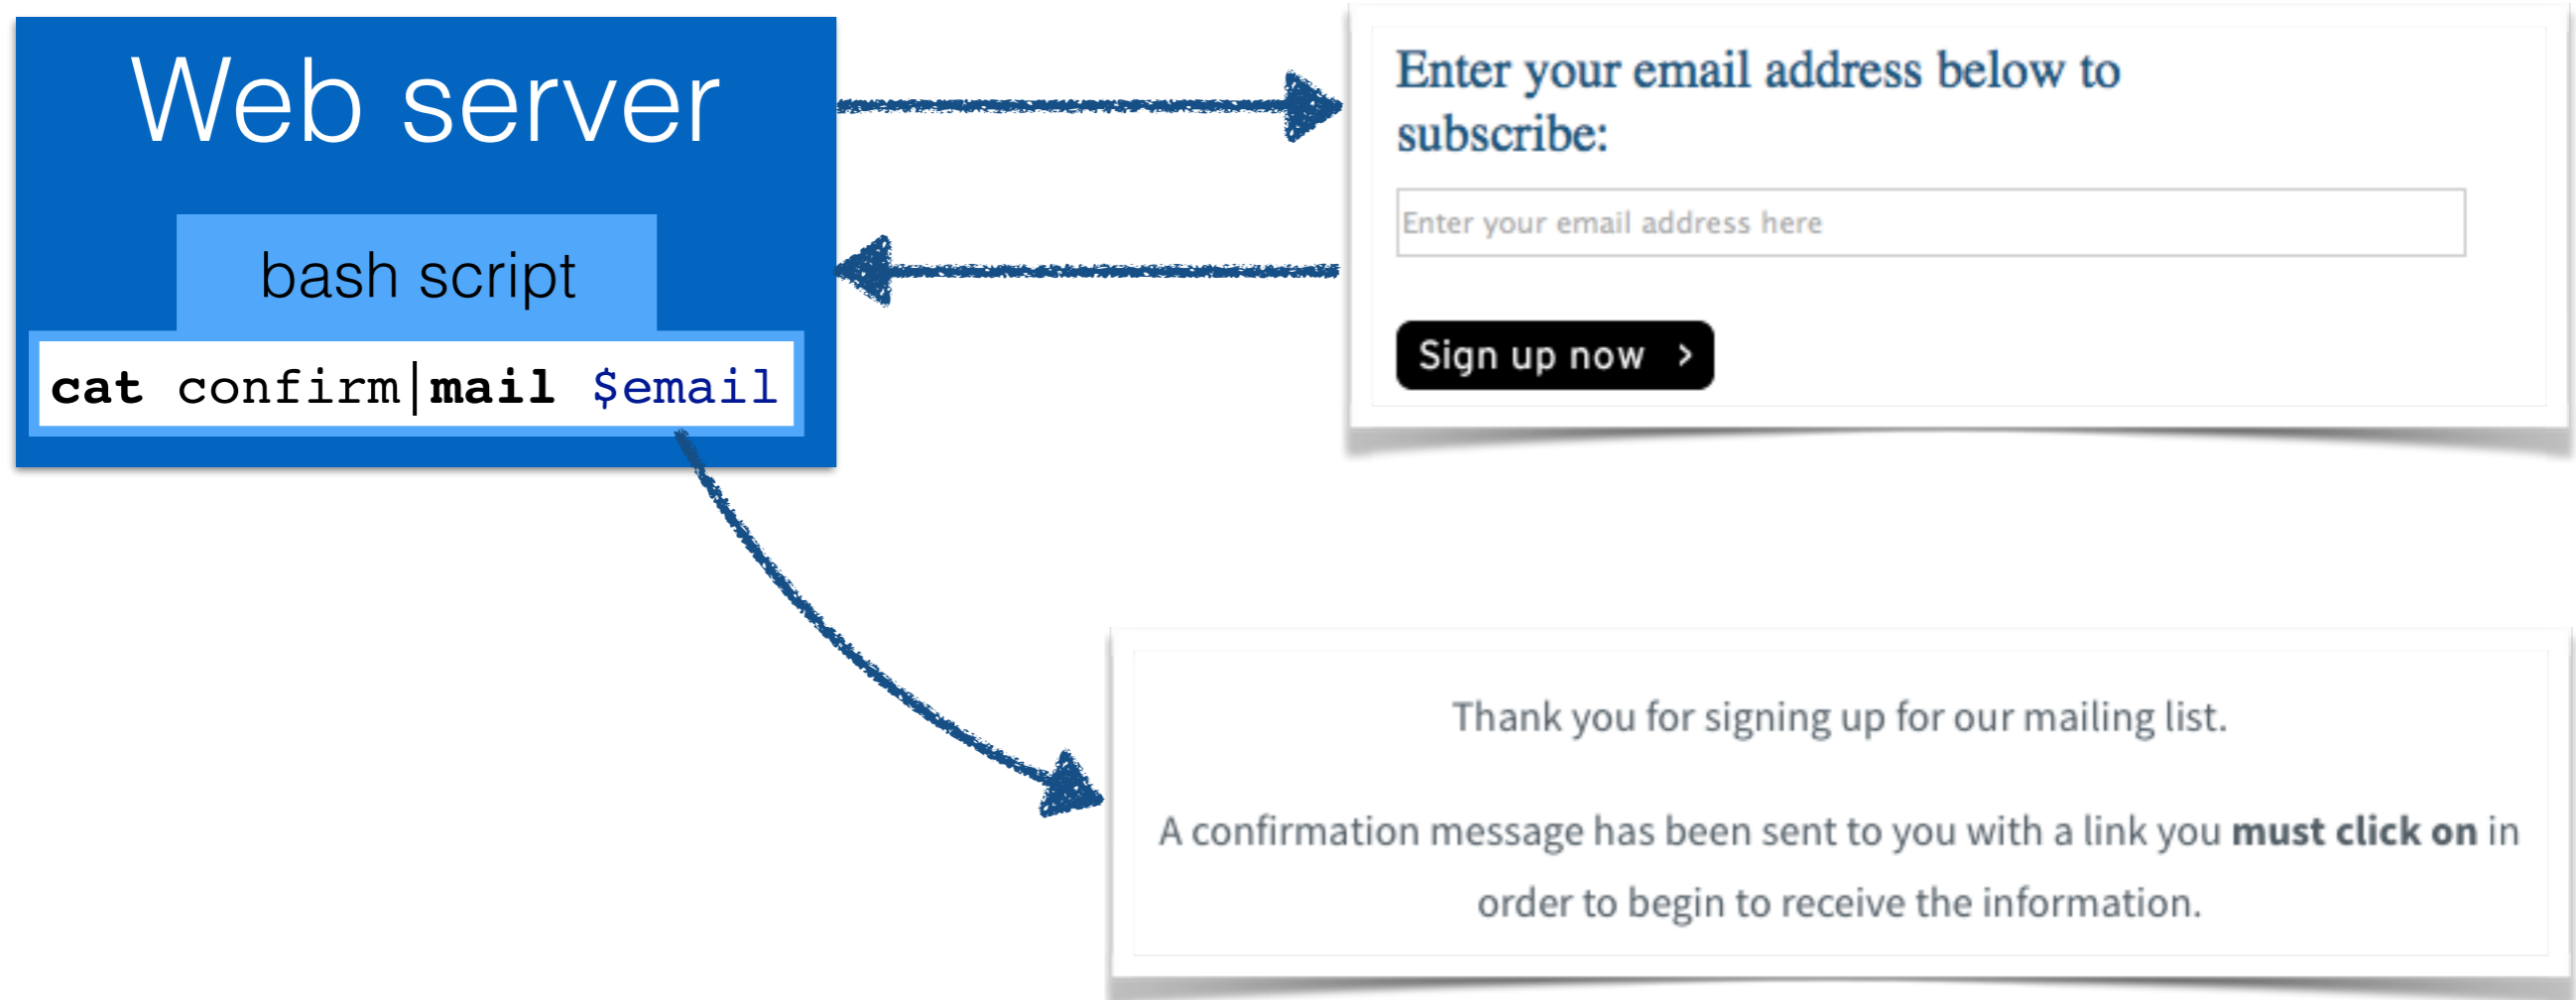 Web server
bash script
cat confirm|mail $email
Enter your email address below to
subscribe:
Enter your email address here
Sign up now >
Thank you for signing up for our mailing list.
A confirmation message has been sent to you with a link you must click on in
order to begin to receive the information.